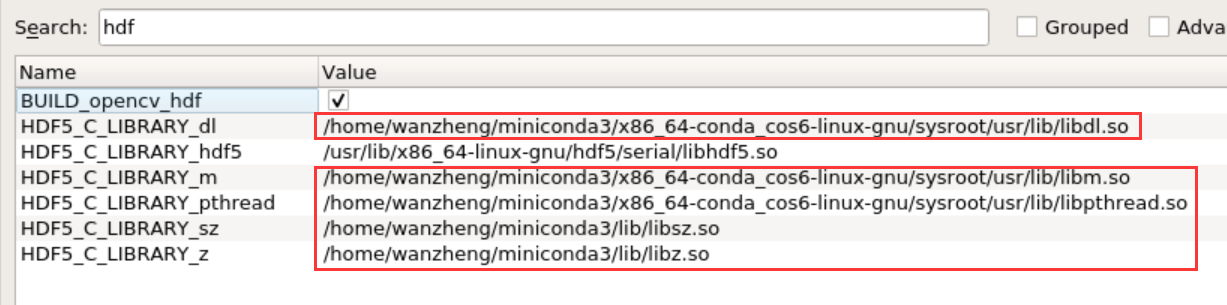 Search: hdf Grouped Adva
Name Value
BUILD_opencv_hdf
HDF5_C_LIBRARY_dl /home/wanzheng/miniconda3/x86_64-conda_cos6-linux-gnu/sysroot/usr/lib/libdl.so
HDF5_C_LIBRARY_hdf5 /usr/lib/x86_64-linux-gnu/hdf5/serial/libhdf5.so
HDF5_C_LIBRARY_m /home/wanzheng/miniconda3/x86_64-conda_cos6-linux-gnu/sysroot/usr/lib/libm.so
HDF5_C_LIBRARY_pthread /home/wanzheng/miniconda3/x86_64-conda_cos6-linux-gnu/sysroot/usr/lib/libpthread.so
HDF5_C_LIBRARY_sz /home/wanzheng/miniconda3/lib/libsz.so
HDF5_C_LIBRARY_z /home/wanzheng/miniconda3/lib/libz.so